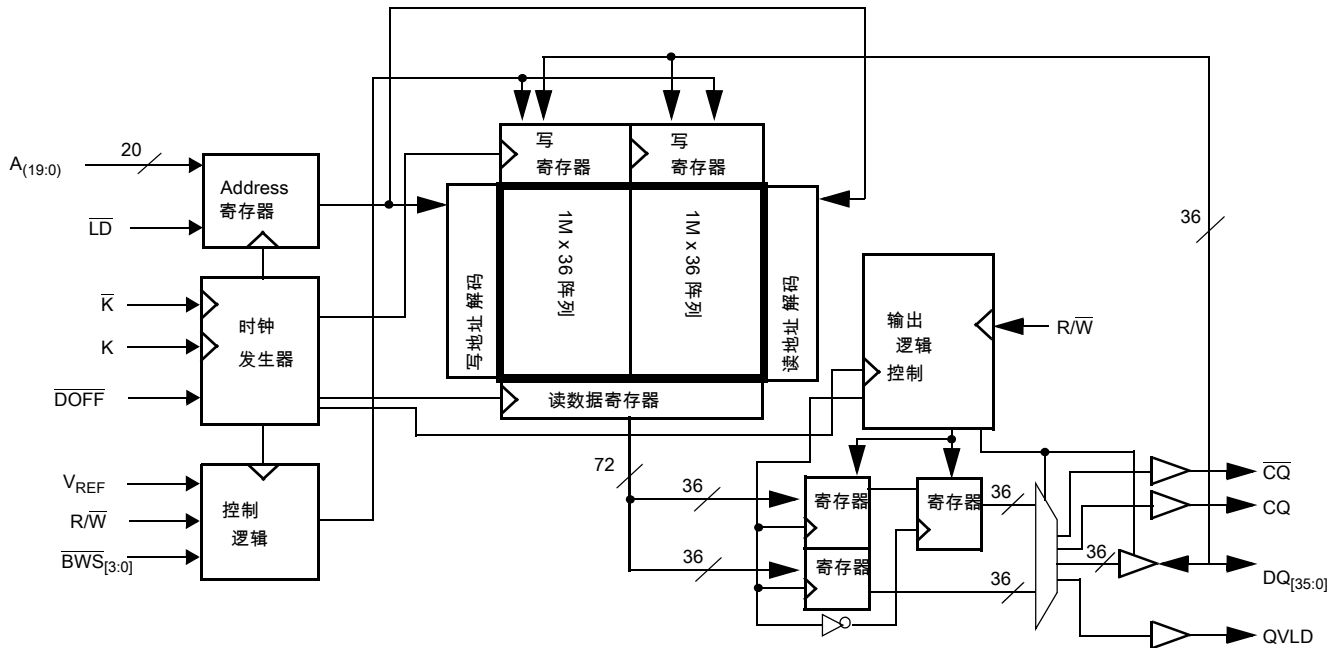 A(19:0)
20
L̅D̅
Address
寄存器
K̅
K
D̅O̅F̅F̅
时钟
发生器
VREF
R/W̅
B̅W̅S̅[3:0]
控制
逻辑
写
寄存器
写
寄存器
写地址 解码
1M x 36 阵列
1M x 36 阵列
读地址 解码
读数据寄存器
36
输出
逻辑
控制
R/W̅
72
36
36
寄存器
寄存器
寄存器
36
36
36
C̅Q̅
CQ
DQ[35:0]
QVLD